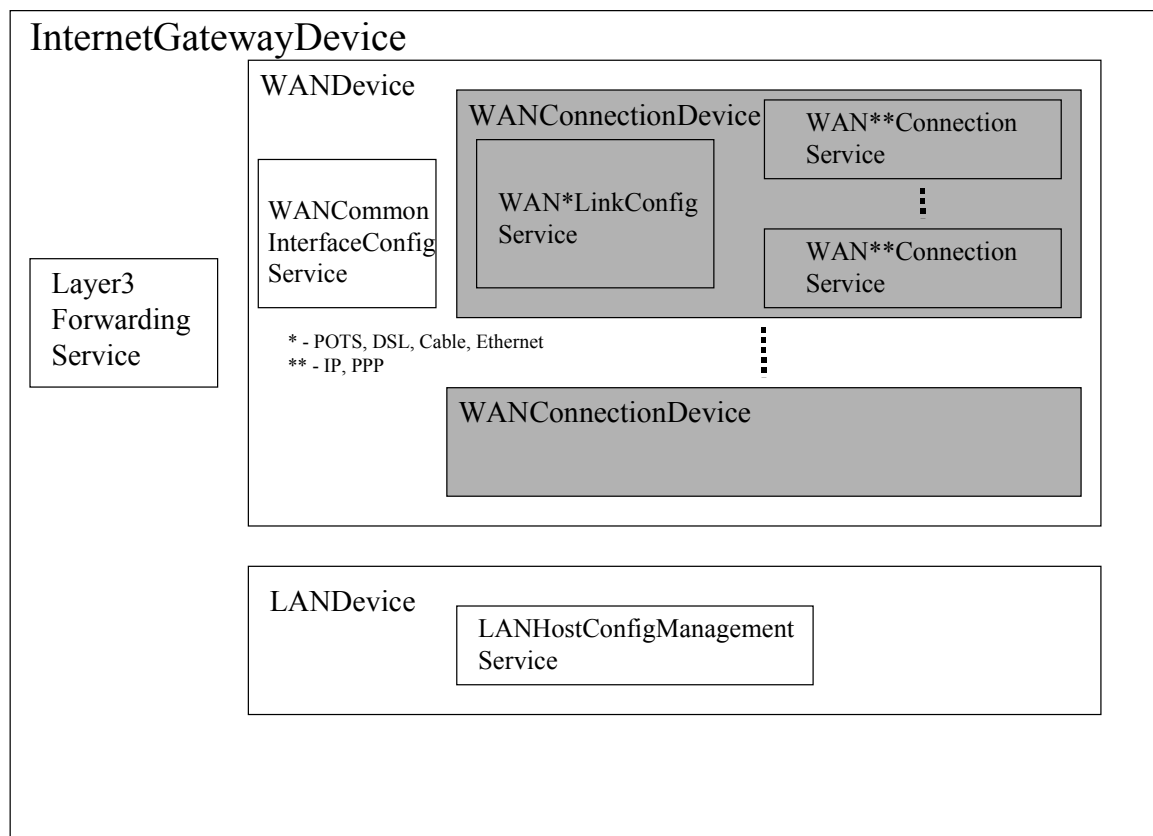 InternetGatewayDevice
WANDevice
WANConnectionDevice
WAN**Connection
Service
WAN*LinkConfig
Service
WAN**Connection
Service
WANCommon
InterfaceConfig
Service
Layer3
Forwarding
Service
* - POTS, DSL, Cable, Ethernet
** - IP, PPP
WANConnectionDevice
LANDevice
LANHostConfigManagement
Service